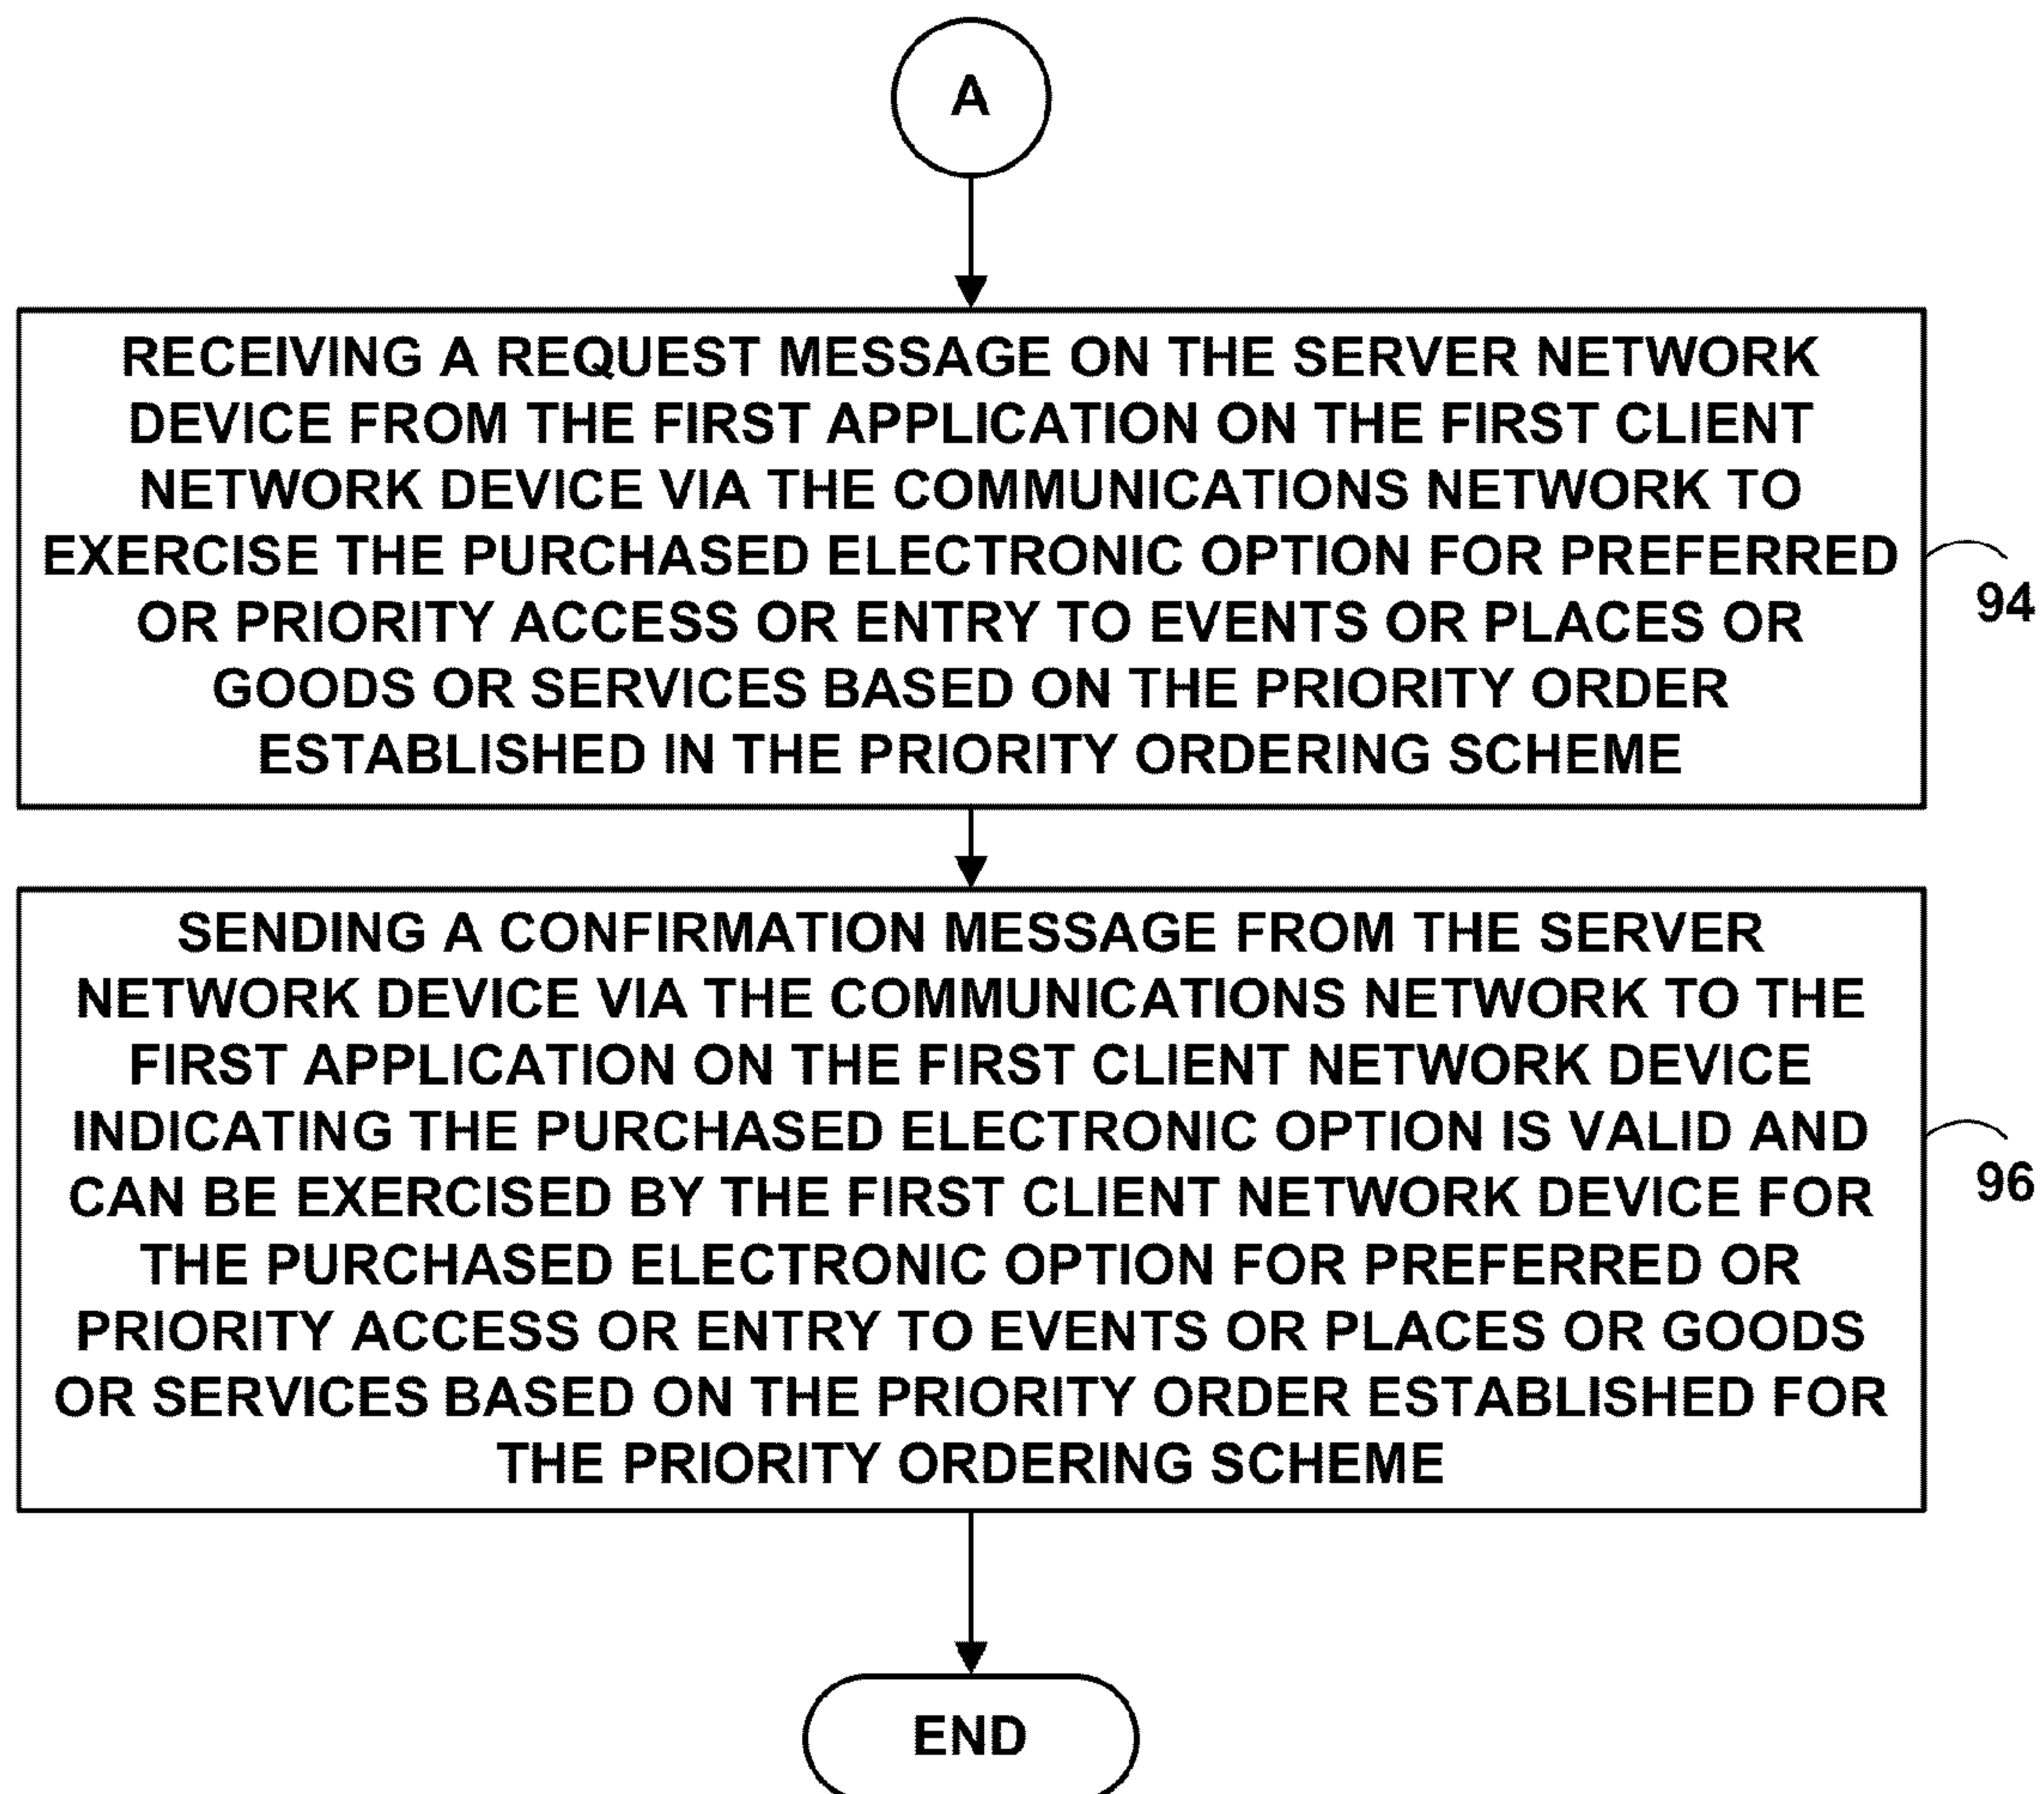 A
RECEIVING A REQUEST MESSAGE ON THE SERVER NETWORK
DEVICE FROM THE FIRST APPLICATION ON THE FIRST CLIENT
NETWORK DEVICE VIA THE COMMUNICATIONS NETWORK TO
EXERCISE THE PURCHASED ELECTRONIC OPTION FOR PREFERRED
OR PRIORITY ACCESS OR ENTRY TO EVENTS OR PLACES OR
GOODS OR SERVICES BASED ON THE PRIORITY ORDER
ESTABLISHED IN THE PRIORITY ORDERING SCHEME
94
SENDING A CONFIRMATION MESSAGE FROM THE SERVER
NETWORK DEVICE VIA THE COMMUNICATIONS NETWORK TO THE
FIRST APPLICATION ON THE FIRST CLIENT NETWORK DEVICE
INDICATING THE PURCHASED ELECTRONIC OPTION IS VALID AND
CAN BE EXERCISED BY THE FIRST CLIENT NETWORK DEVICE FOR
THE PURCHASED ELECTRONIC OPTION FOR PREFERRED OR
PRIORITY ACCESS OR ENTRY TO EVENTS OR PLACES OR GOODS
OR SERVICES BASED ON THE PRIORITY ORDER ESTABLISHED FOR
THE PRIORITY ORDERING SCHEME
96
END